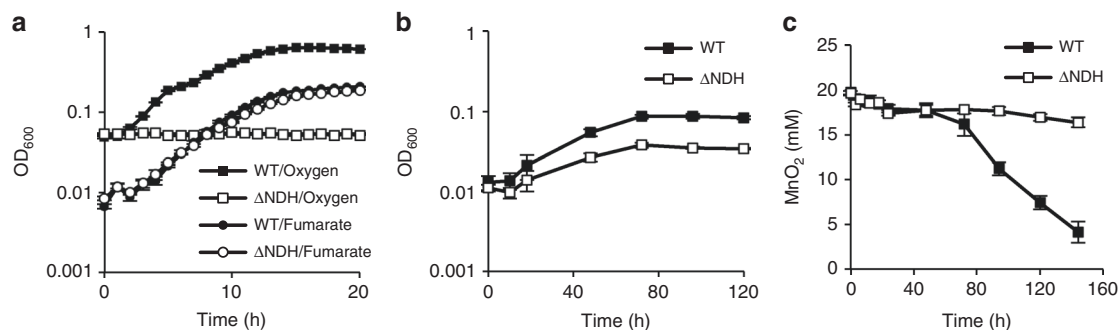 a
1
0.1
0.01
0.001
OD600
WT/Oxygen
ΔNDH/Oxygen
WT/Fumarate
ΔNDH/Fumarate
0
10
20
Time (h)
b
1
0.1
0.01
0.001
OD600
WT
ΔNDH
0
40
80
120
Time (h)
c
25
20
15
10
5
0
MnO2 (mM)
WT
ΔNDH
0
40
80
120
160
Time (h)